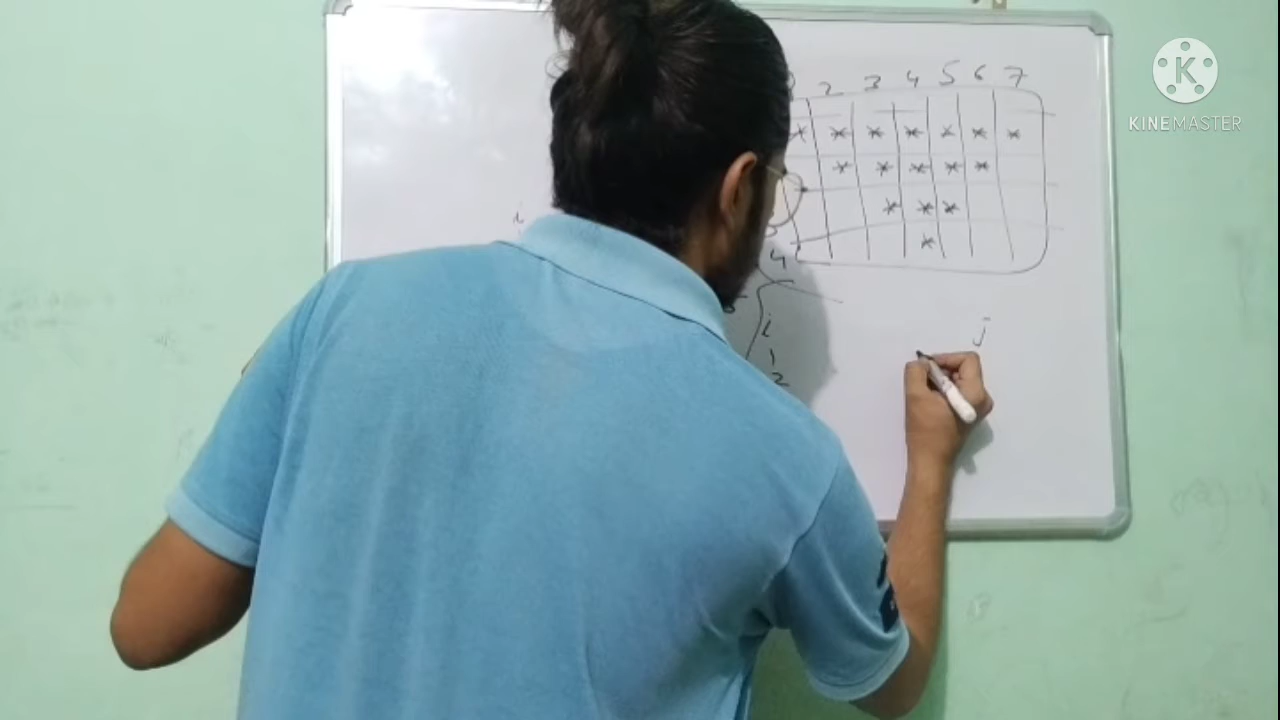 2 3 4 5 6 7
* * * * * * *
* * * * *
* * *
4 *
i
j
i
1
2
KINEMASTER